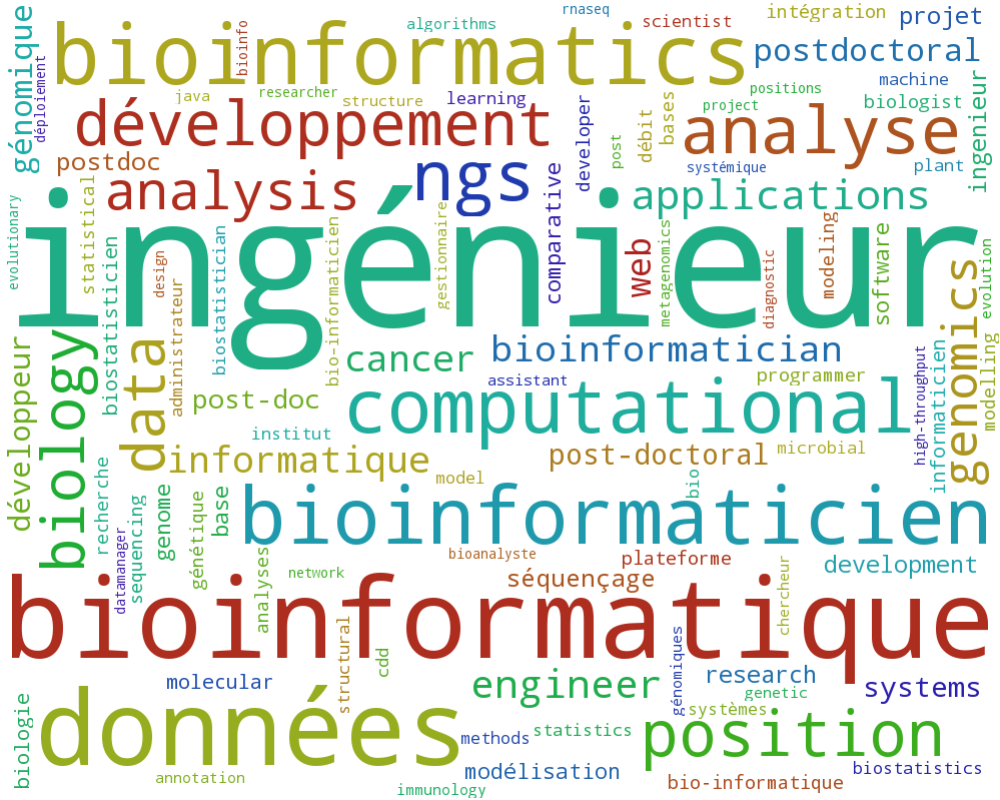 rnaseq
intégration
projet
algorithms
scientist
génomique
bioinformatics
bioinfo
postdoctoral
déploiement
machine
ingenieur
java
researcher
structure
learning
positions
développement
developer
post
débit
bases
project
biologist
analyse
postdoc
ngs
systémique
plant
analysis
applications
evolutionary
statistical
ingénieur
comparative
gestionnaire
biostatisticien
design
administrateur
biostatistician
bio-informaticien
web
metagenomics
diagnostic
modeling
software
genomics
evolution
développeur
biology
data
cancer
bioinformatician
modelling
assistant
programmer
high-throughput
informaticien
post-doc
computational
institut
informatique
post-doctoral
microbial
model
bio
recherche
datamanager
sequencing
genome
génétique
base
bioinformaticien
bioanalyste
plateforme
development
analyses
network
séquençage
chercheur
bioinformatique
structural
cdd
génomiques
molecular
engineer
research
genetic
systems
biologie
données
systèmes
position
methods
statistics
annotation
modélisation
bio-informatique
biostatistics
immunology